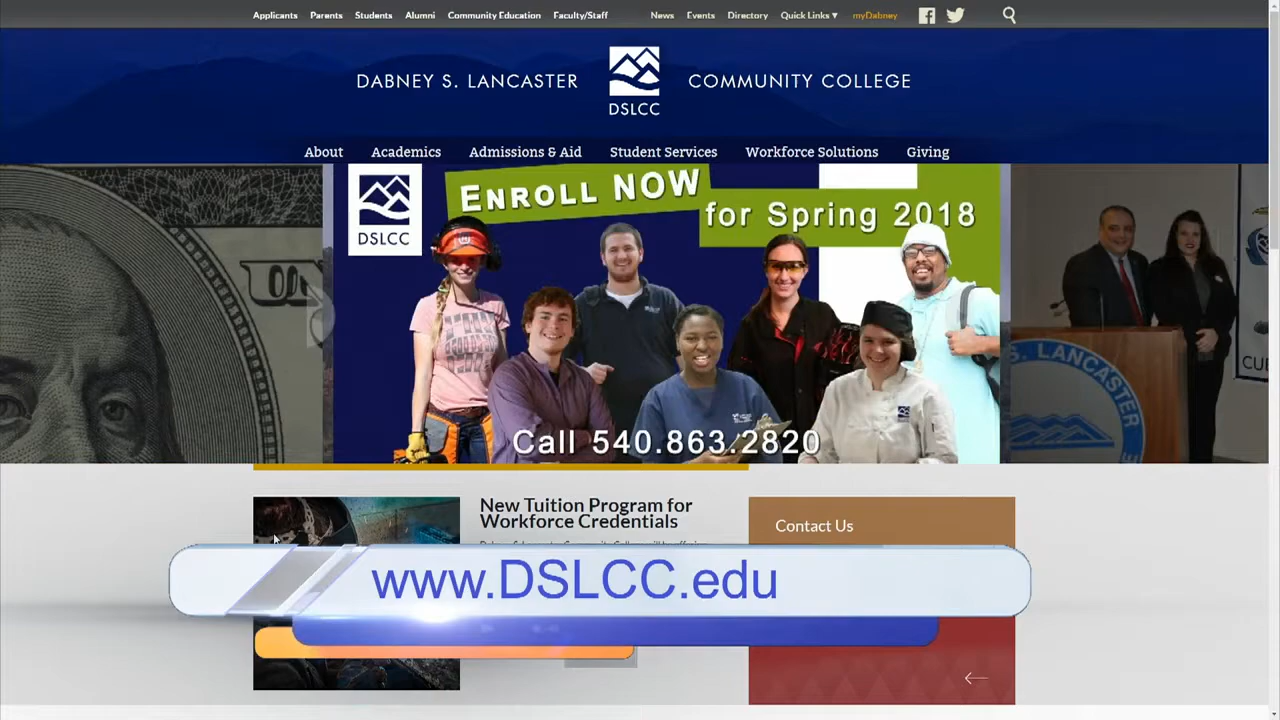 Applicants Parents Students Alumni Community Education Faculty/Staff News Events Directory Quick Links ▾ myDabney
DABNEY S. LANCASTER COMMUNITY COLLEGE
DSLCC
About Academics Admissions & Aid Student Services Workforce Solutions Giving
DSLCC
ENROLL NOW
for Spring 2018
S. LANCASTER
Call 540.863.2820
New Tuition Program for
Workforce Credentials
Contact Us
www.DSLCC.edu